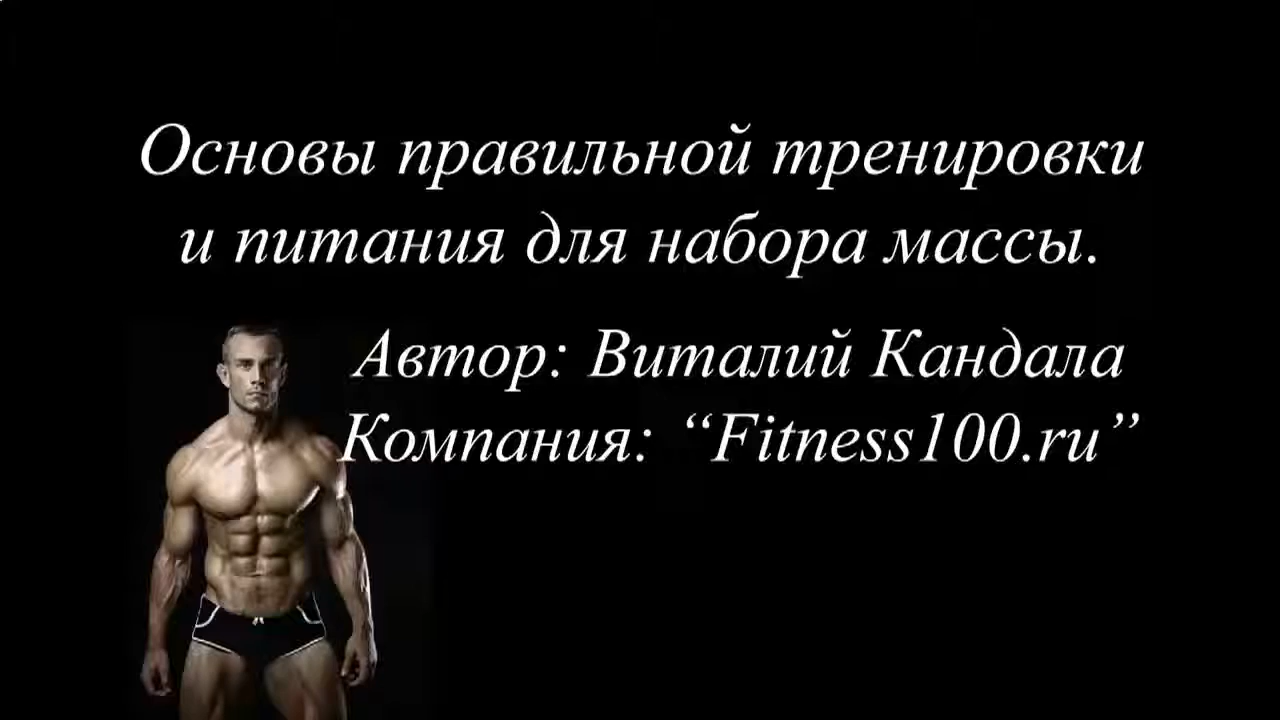 Основы правильной тренировки
и питания для набора массы.
Автор: Виталий Кандала
Компания: “Fitness100.ru”